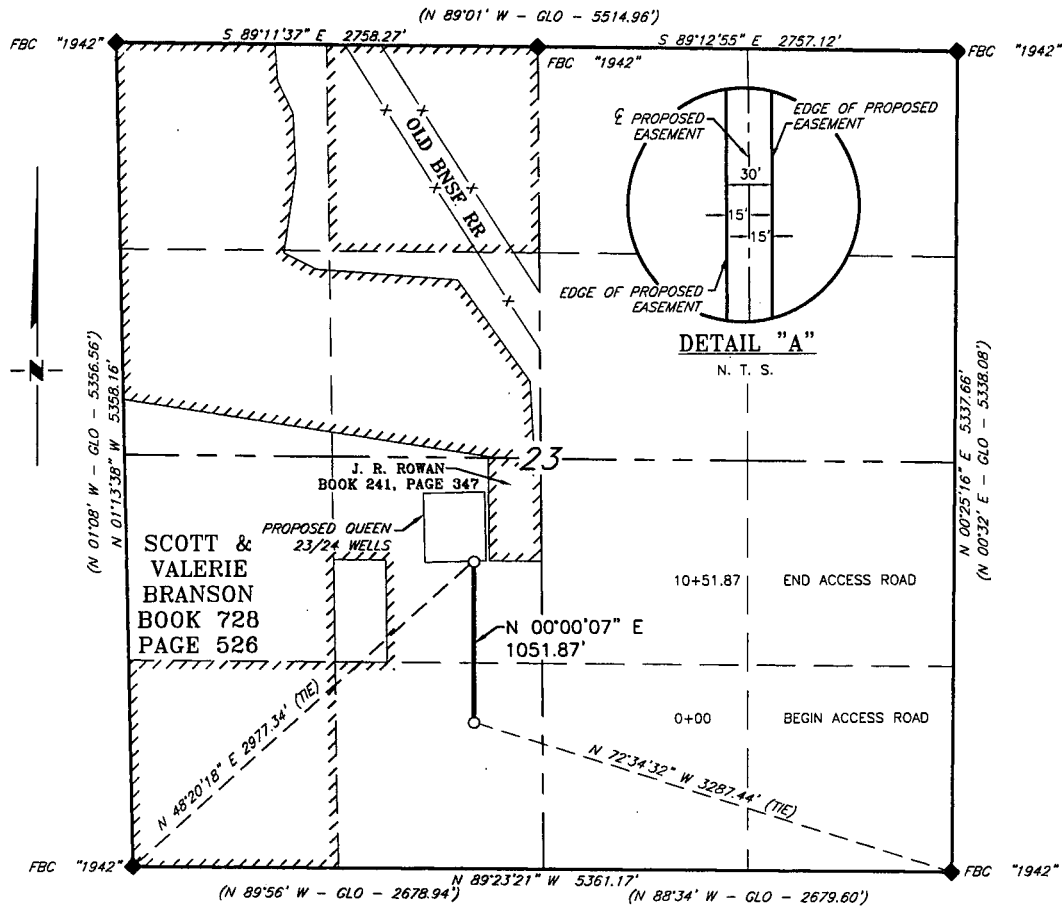 (N 89°01' W - GLO - 5514.96')
FBC "1942"
S 89°11'37" E 2758.27'
S 89°12'55" E 2757.12'
FBC "1942"
FBC "1942"
OLD BNSF RR
℄ PROPOSED
EASEMENT
EDGE OF PROPOSED
EASEMENT
30'
15'
15'
EDGE OF PROPOSED
EASEMENT
DETAIL "A"
N. T. S.
N
(N 01°08' W - GLO - 5356.56')
N 01°13'38" W 5358.16'
N 00°25'16" E 5337.66'
(N 00°32' E - GLO - 5338.08')
23
J. R. ROWAN
BOOK 241, PAGE 347
PROPOSED QUEEN
23/24 WELLS
SCOTT &
VALERIE
BRANSON
BOOK 728
PAGE 526
10+51.87 END ACCESS ROAD
N 00°00'07" E
1051.87'
0+00 BEGIN ACCESS ROAD
N 48°20'18" E 2977.34' (TIE)
N 72°34'32" W 3287.44' (TIE)
FBC "1942"
N 89°23'21" W 5361.17'
FBC "1942"
(N 89°56' W - GLO - 2678.94')
(N 88°34' W - GLO - 2679.60')